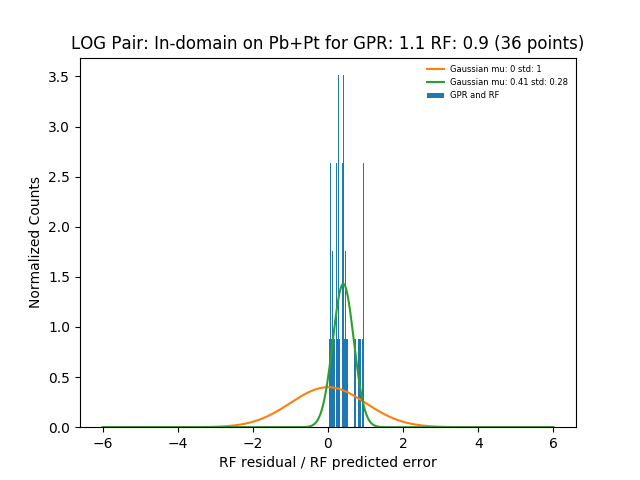 LOG Pair: In-domain on Pb+Pt for GPR: 1.1 RF: 0.9 (36 points)
Gaussian mu: 0 std: 1
Gaussian mu: 0.41 std: 0.28
GPR and RF
Normalized Counts
3.5
3.0
2.5
2.0
1.5
1.0
0.5
0.0
−6 −4 −2 0 2 4 6
RF residual / RF predicted error